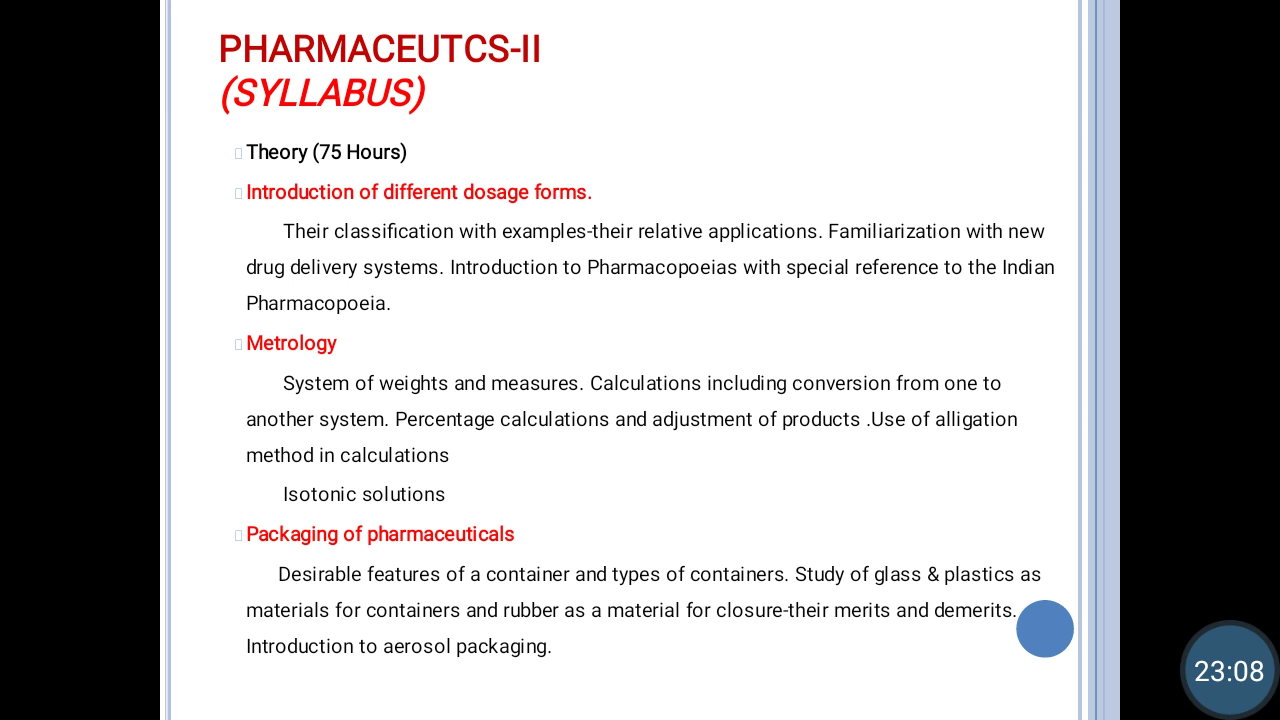 PHARMACEUTCS-II
(SYLLABUS)
Theory (75 Hours)
Introduction of different dosage forms.
Their classification with examples-their relative applications. Familiarization with new
drug delivery systems. Introduction to Pharmacopoeias with special reference to the Indian
Pharmacopoeia.
Metrology
System of weights and measures. Calculations including conversion from one to
another system. Percentage calculations and adjustment of products .Use of alligation
method in calculations
Isotonic solutions
Packaging of pharmaceuticals
Desirable features of a container and types of containers. Study of glass & plastics as
materials for containers and rubber as a material for closure-their merits and demerits.
Introduction to aerosol packaging.
23:08